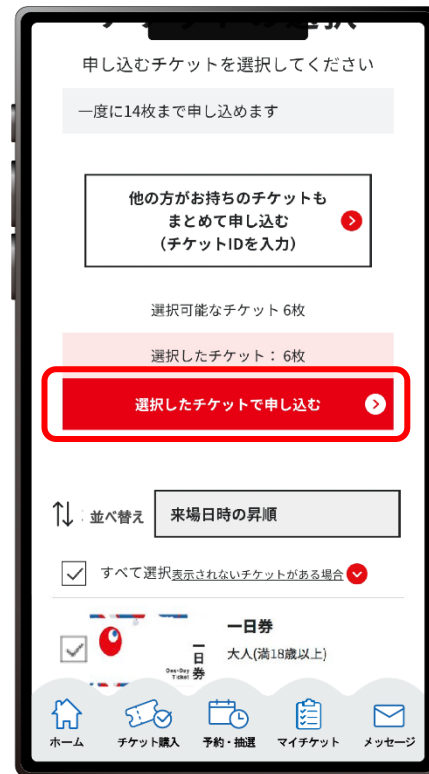 申し込むチケットを選択してください
一度に14枚まで申し込めます
他の方がお持ちのチケットも
まとめて申し込む
(チケットIDを入力)
選択可能なチケット 6枚
選択したチケット： 6枚
選択したチケットで申し込む
並べ替え
来場日時の昇順
すべて選択表示されないチケットがある場合
一日券
One-Day
Ticket
一日券
大人(満18歳以上)
ホーム
チケット購入
予約・抽選
マイチケット
メッセージ